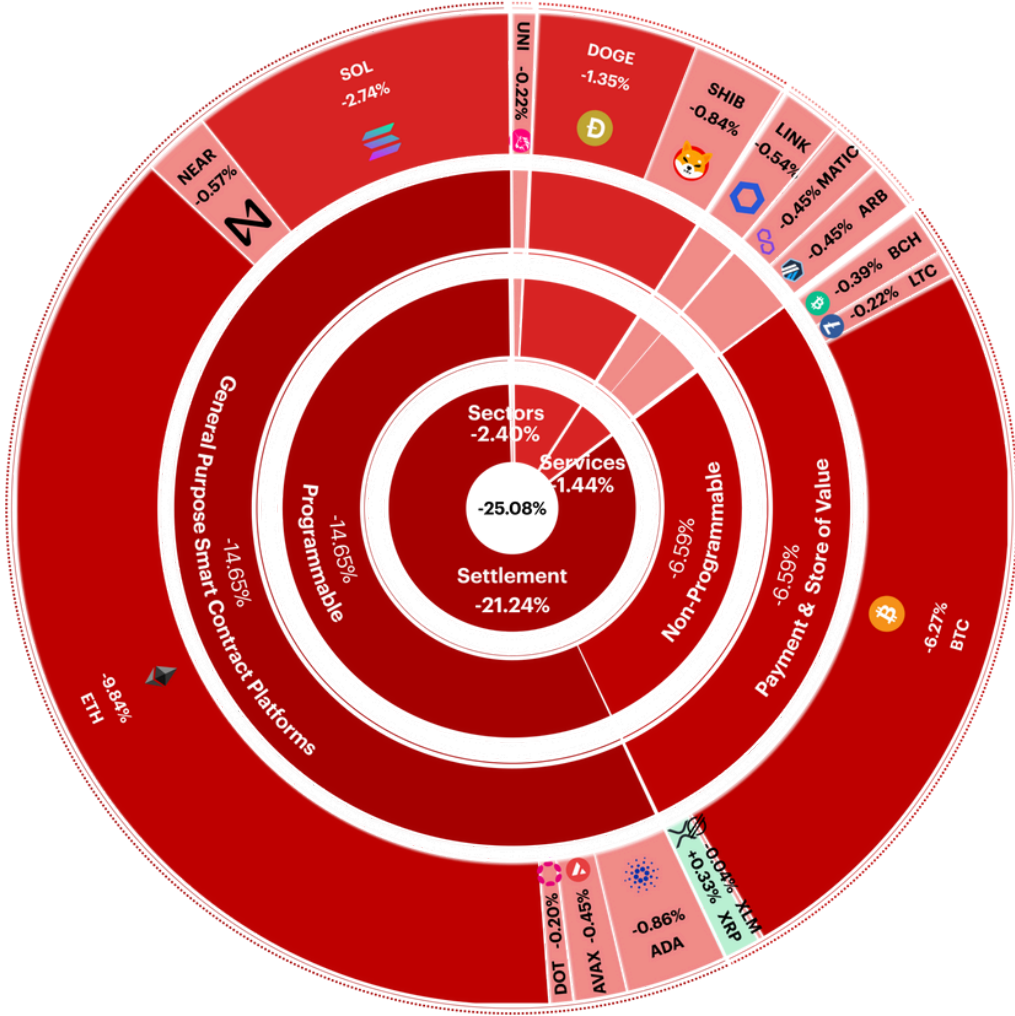 UNI -0.22%
DOGE
-1.35%
SHIB
-0.84%
LINK
-0.54%
-0.45% MATIC
-0.45% ARB
-0.39% BCH
-0.22% LTC
-6.27%
BTC
-0.04% XLM
+0.33% XRP
-0.86%
ADA
AVAX -0.45%
DOT -0.20%
-9.84%
ETH
NEAR
-0.57%
SOL
-2.74%
General Purpose Smart Contract Platforms
-14.65%
Programmable
-14.65%
Sectors
-2.40%
Services
-1.44%
-25.08%
Settlement
-21.24%
-6.59%
Non-Programmable
-6.59%
Payment & Store of Value